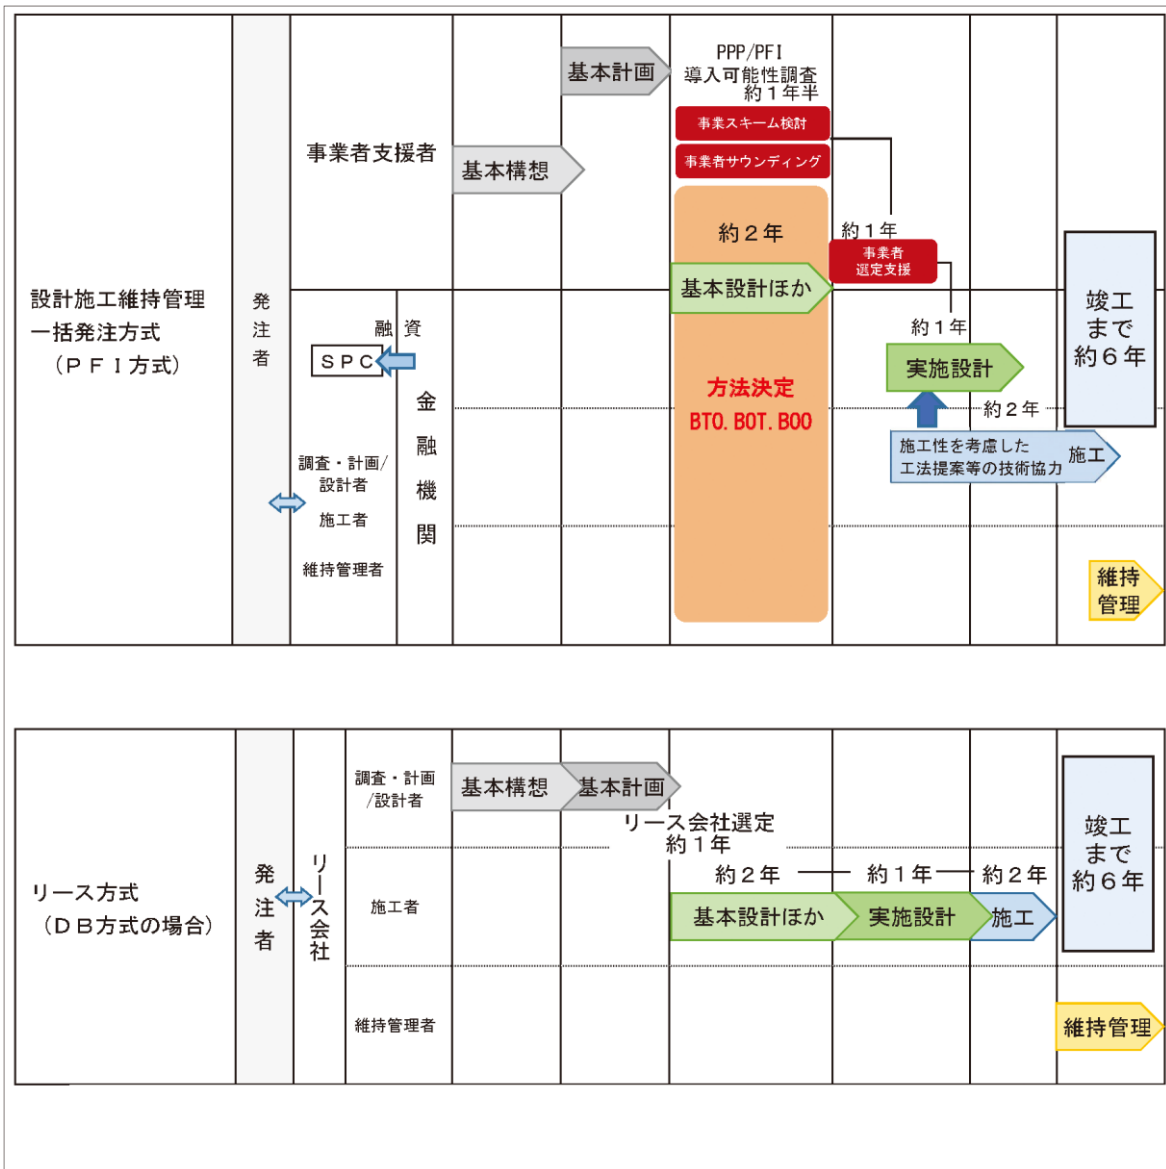 設計施工維持管理
一括発注方式
（ＰＦＩ方式）
発注者
事業者支援者
基本構想
基本計画
PPP/PFI
導入可能性調査
約１年半
事業スキーム検討
事業者サウンディング
約２年
基本設計ほか
方法決定
BTO. BOT. BOO
約１年
事業者
選定支援
約１年
実施設計
約２年
施工性を考慮した
工法提案等の技術協力
施工
竣工
まで
約６年
維持
管理
融資
ＳＰＣ
金融機関
調査・計画/
設計者
施工者
維持管理者
リース方式
（ＤＢ方式の場合）
発注者
リース会社
調査・計画
/設計者
施工者
維持管理者
基本構想
基本計画
リース会社選定
約１年
約２年
約１年
約２年
基本設計ほか
実施設計
施工
竣工
まで
約６年
維持管理